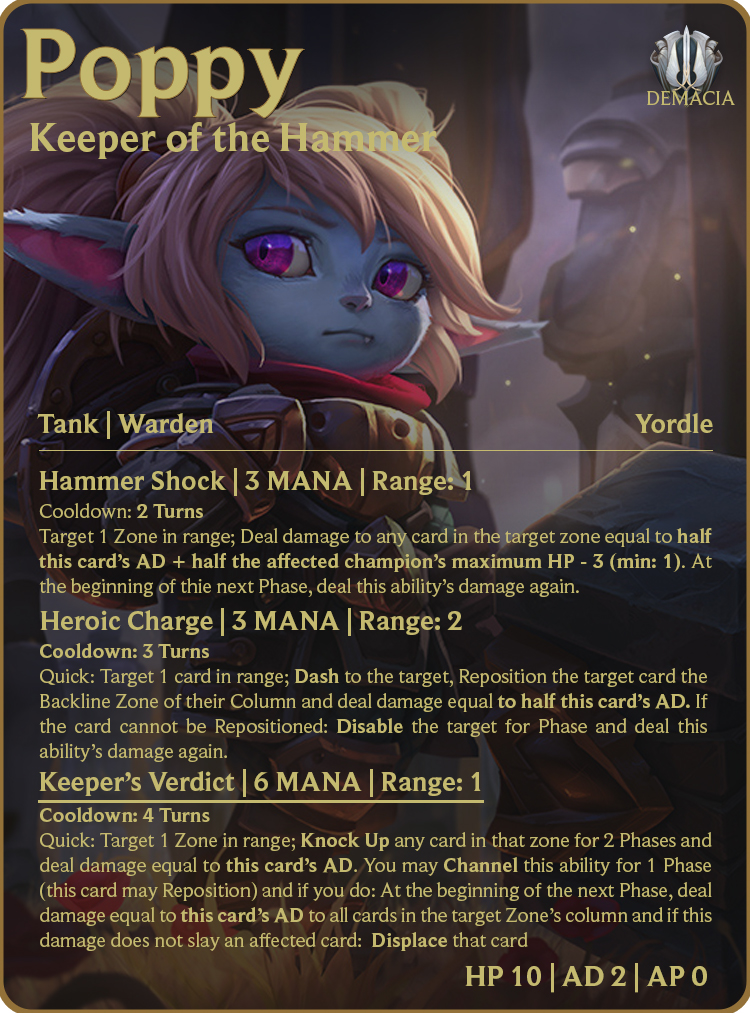 Poppy
DEMACIA
Keeper of the Hammer
Tank | Warden
Yordle
Hammer Shock | 3 MANA | Range: 1
Cooldown: 2 Turns
Target 1 Zone in range; Deal damage to any card in the target zone equal to half
this card's AD + half the affected champion's maximum HP - 3 (min: 1). At
the beginning of thie next Phase, deal this ability's damage again.
Heroic Charge | 3 MANA | Range: 2
Cooldown: 3 Turns
Quick: Target 1 card in range; Dash to the target, Reposition the target card the
Backline Zone of their Column and deal damage equal to half this card's AD. If
the card cannot be Repositioned: Disable the target for Phase and deal this
ability's damage again.
Keeper's Verdict | 6 MANA | Range: 1
Cooldown: 4 Turns
Quick: Target 1 Zone in range; Knock Up any card in that zone for 2 Phases and
deal damage equal to this card's AD. You may Channel this ability for 1 Phase
(this card may Reposition) and if you do: At the beginning of the next Phase, deal
damage equal to this card's AD to all cards in the target Zone's column and if this
damage does not slay an affected card: Displace that card
HP 10 | AD 2 | AP 0